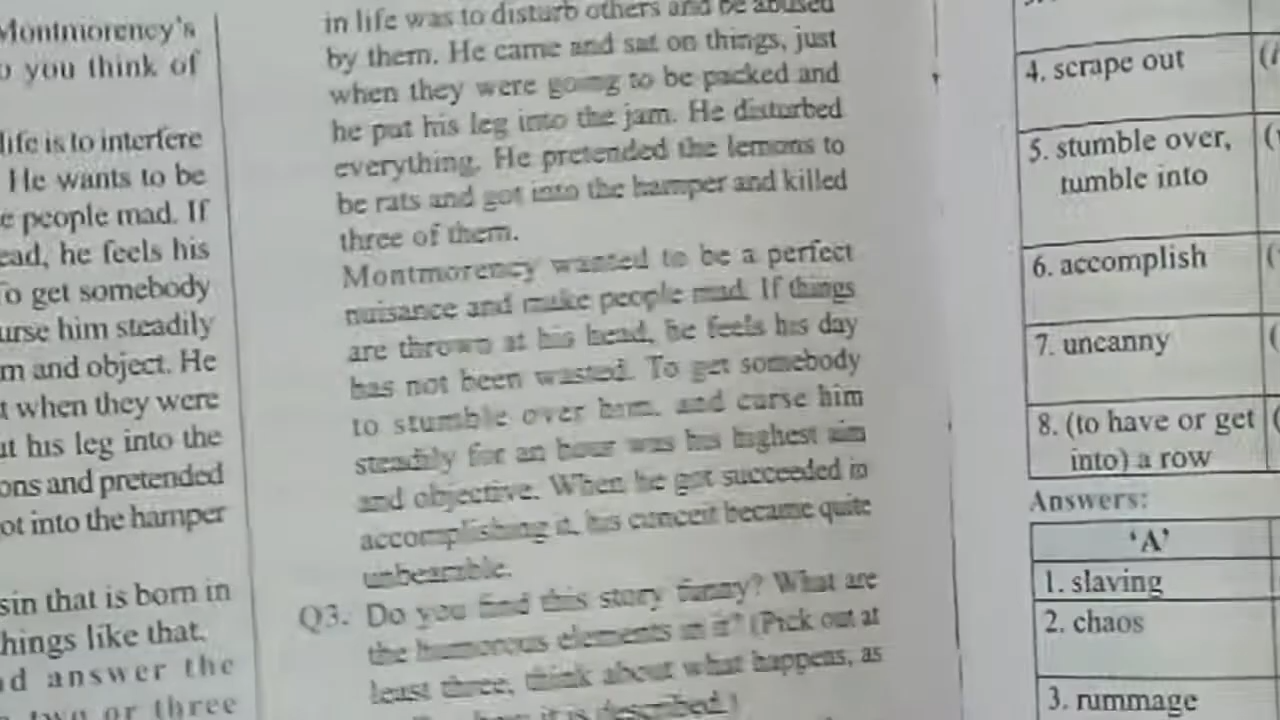 Montmorency's
you think of
life is to interfere
He wants to be
people mad. If
he feels his
To get somebody
curse him steadily
and object. He
when they were
his leg into the
and pretended
into the hamper
sin that is born in
things like that.
answer the
two or three
in life was to disturb others and be abused
by them. He came and sat on things, just
when they were going to be packed and
he put his leg into the jam. He disturbed
everything. He pretended the lemons to
be rats and got into the hamper and killed
three of them.
Montmorency wanted to be a perfect
nuisance and make people mad. If things
are thrown at his head, he feels his day
has not been wasted. To get somebody
to stumble over him, and curse him
steadily for an hour was his highest aim
and objective. When he got succeeded in
accomplishing it, his conceit became quite
unbearable.
Q3. Do you find this story funny? What are
the humorous elements in it? (Pick out at
least three, think about what happens, as
it is described.)
4. scrape out
5. stumble over,
tumble into
6. accomplish
7. uncanny
8. (to have or get
into) a row
Answers:
'A'
1. slaving
2. chaos
3. rummage